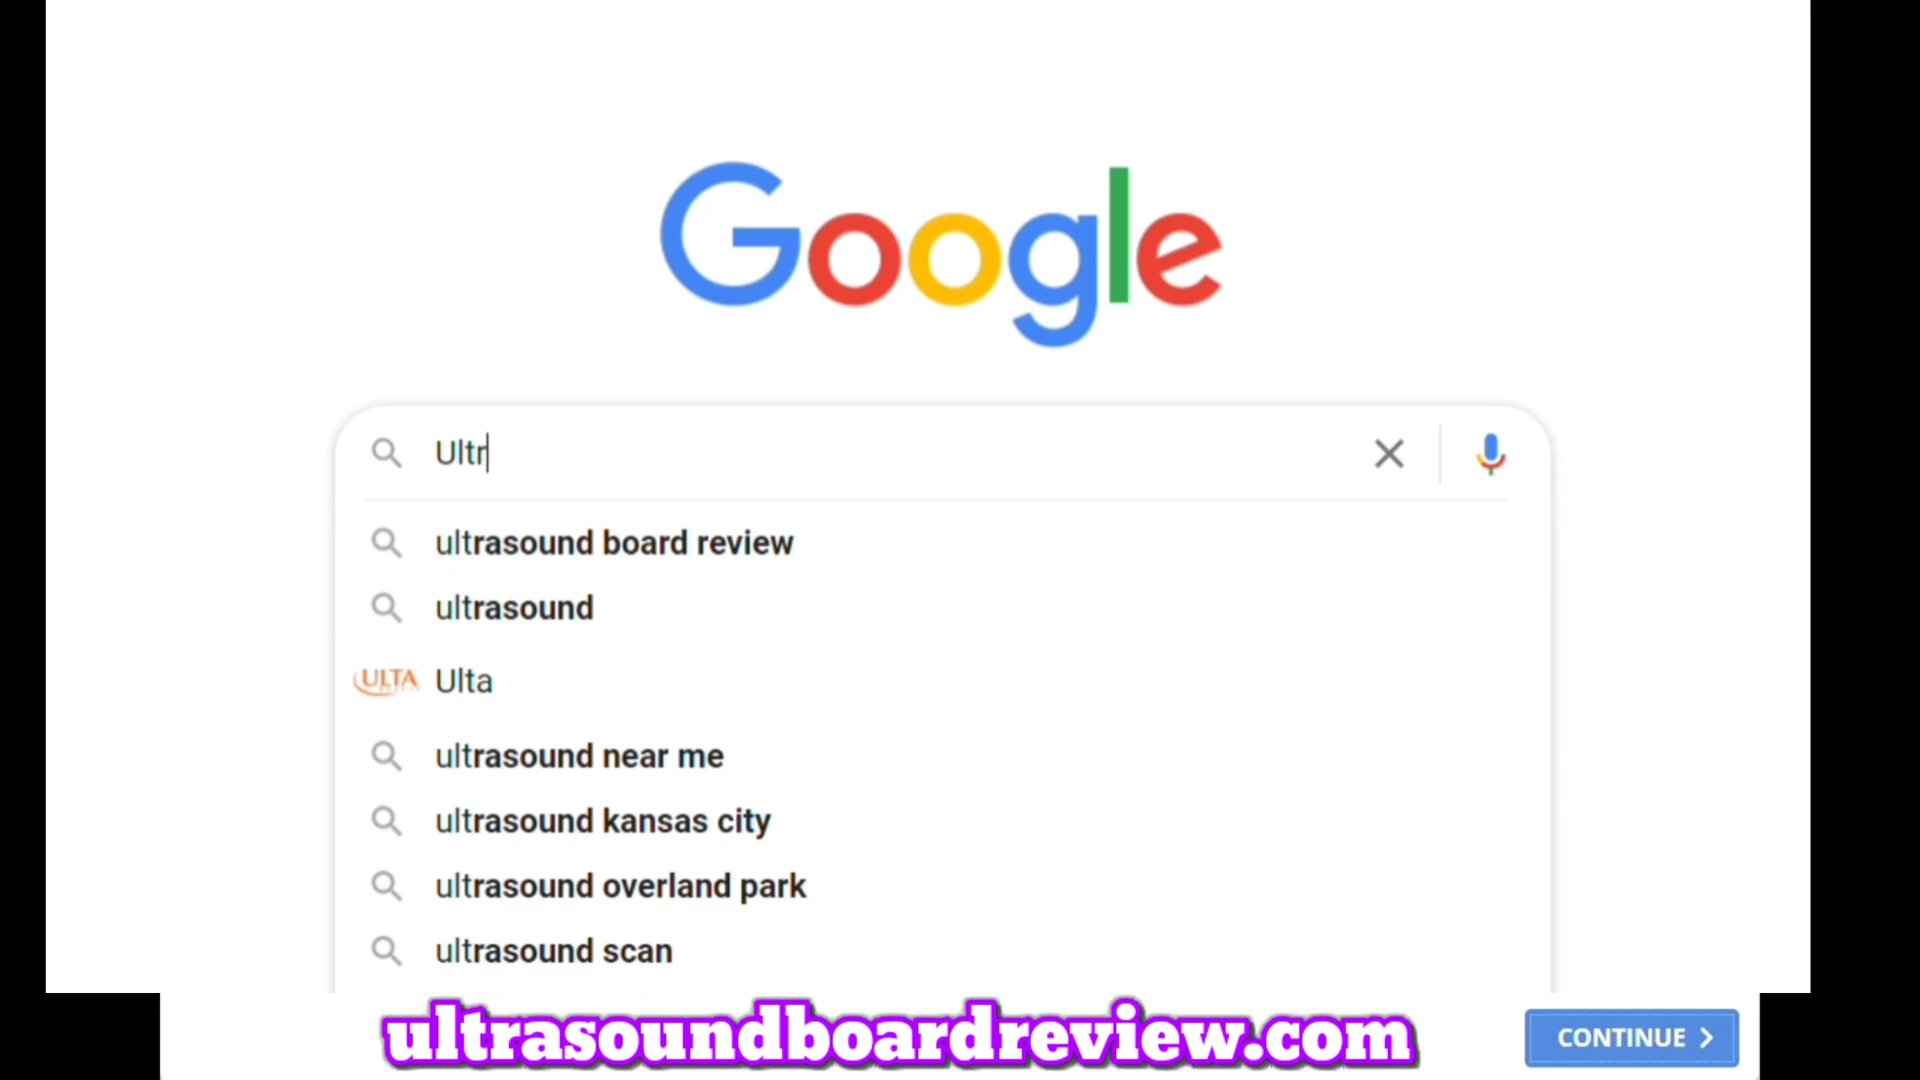 Google
Ultr
ultrasound board review
ultrasound
ULTA Ulta
ultrasound near me
ultrasound kansas city
ultrasound overland park
ultrasound scan
ultrasoundboardreview.com
CONTINUE